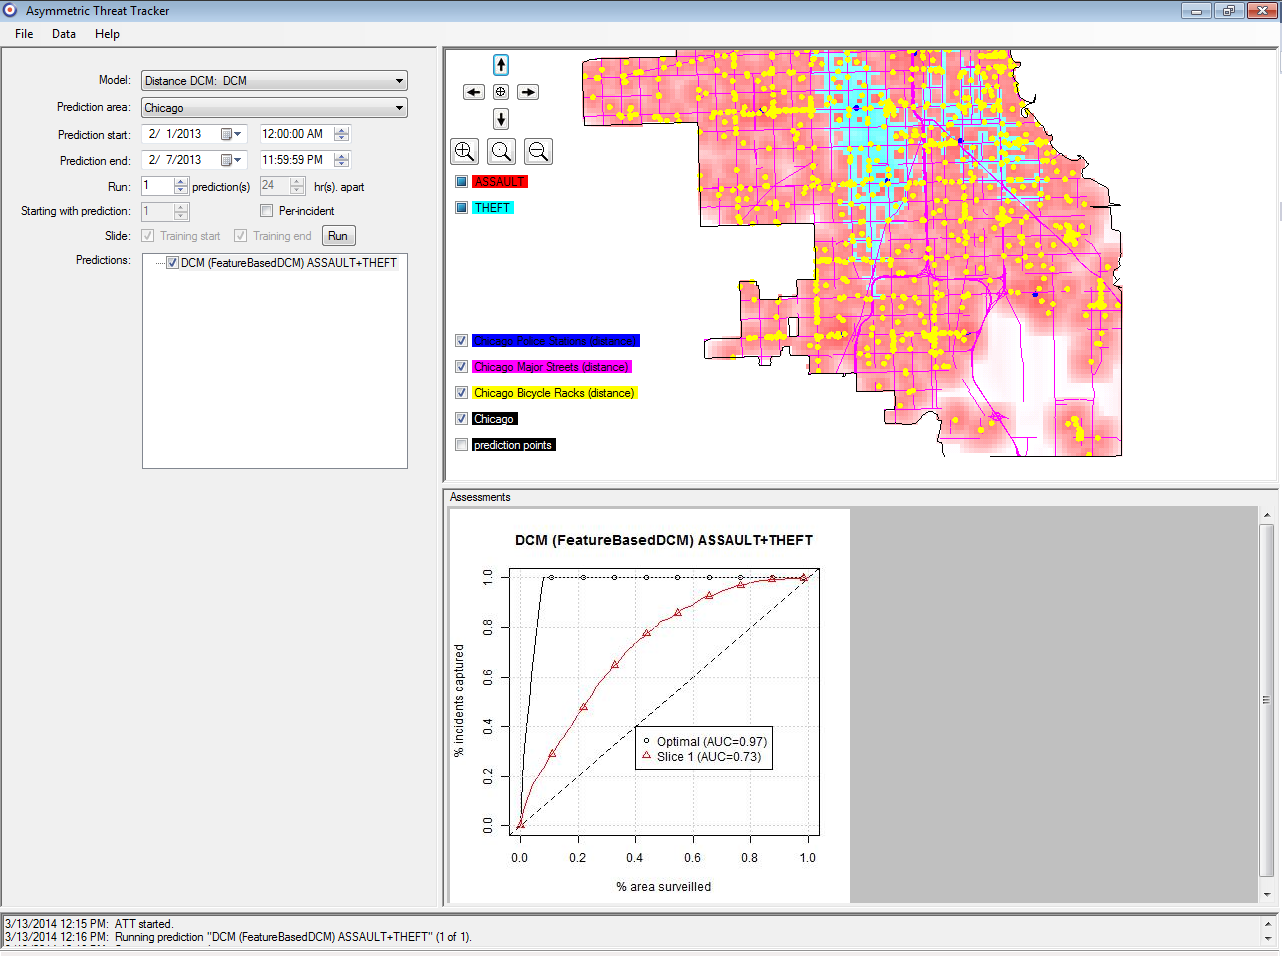 Asymmetric Threat Tracker
File Data Help
Model: Distance DCM: DCM
Prediction area: Chicago
Prediction start: 2/ 1/2013 12:00:00 AM
Prediction end: 2/ 7/2013 11:59:59 PM
Run: 1 prediction(s) 24 hr(s). apart
Starting with prediction: 1 Per-incident
Slide: Training start Training end Run
Predictions: DCM (FeatureBasedDCM) ASSAULT+THEFT
ASSAULT
THEFT
Chicago Police Stations (distance)
Chicago Major Streets (distance)
Chicago Bicycle Racks (distance)
Chicago
prediction points
Assessments
DCM (FeatureBasedDCM) ASSAULT+THEFT
% incidents captured
1.0
0.8
0.6
0.4
0.2
0.0
Optimal (AUC=0.97)
Slice 1 (AUC=0.73)
0.0 0.2 0.4 0.6 0.8 1.0
% area surveilled
3/13/2014 12:15 PM: ATT started.
3/13/2014 12:16 PM: Running prediction "DCM (FeatureBasedDCM) ASSAULT+THEFT" (1 of 1).